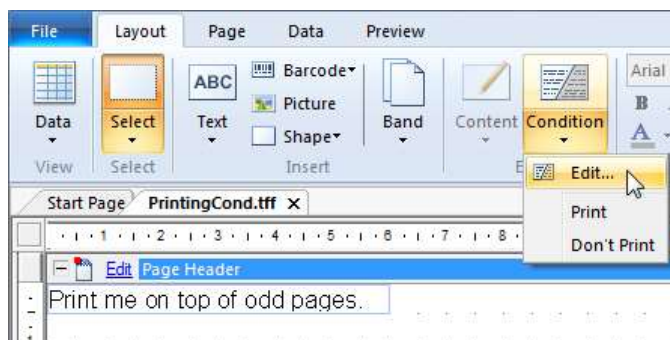 File Layout Page Data Preview
ABC Barcode Arial
Picture B
Data Select Text Shape Band Content Condition A
View Select Insert E
Edit...
Start Page PrintingCond.tff x Print
1 2 3 4 5 6 7 8 Don't Print
Edit Page Header
Print me on top of odd pages.